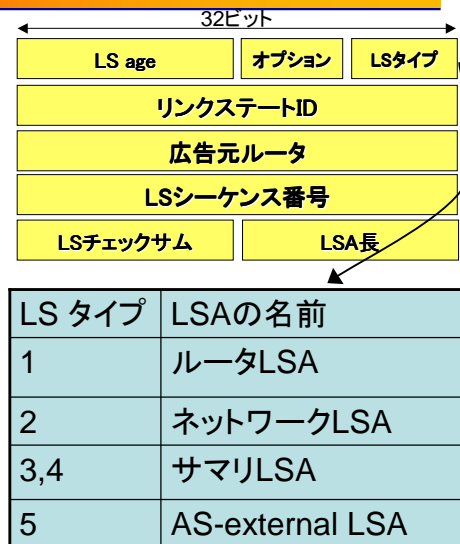 32ビット
LS age オプション LSタイプ
リンクステートID
広告元ルータ
LSシーケンス番号
LSチェックサム LSA長
LS タイプ LSAの名前
1 ルータLSA
2 ネットワークLSA
3,4 サマリLSA
5 AS-external LSA